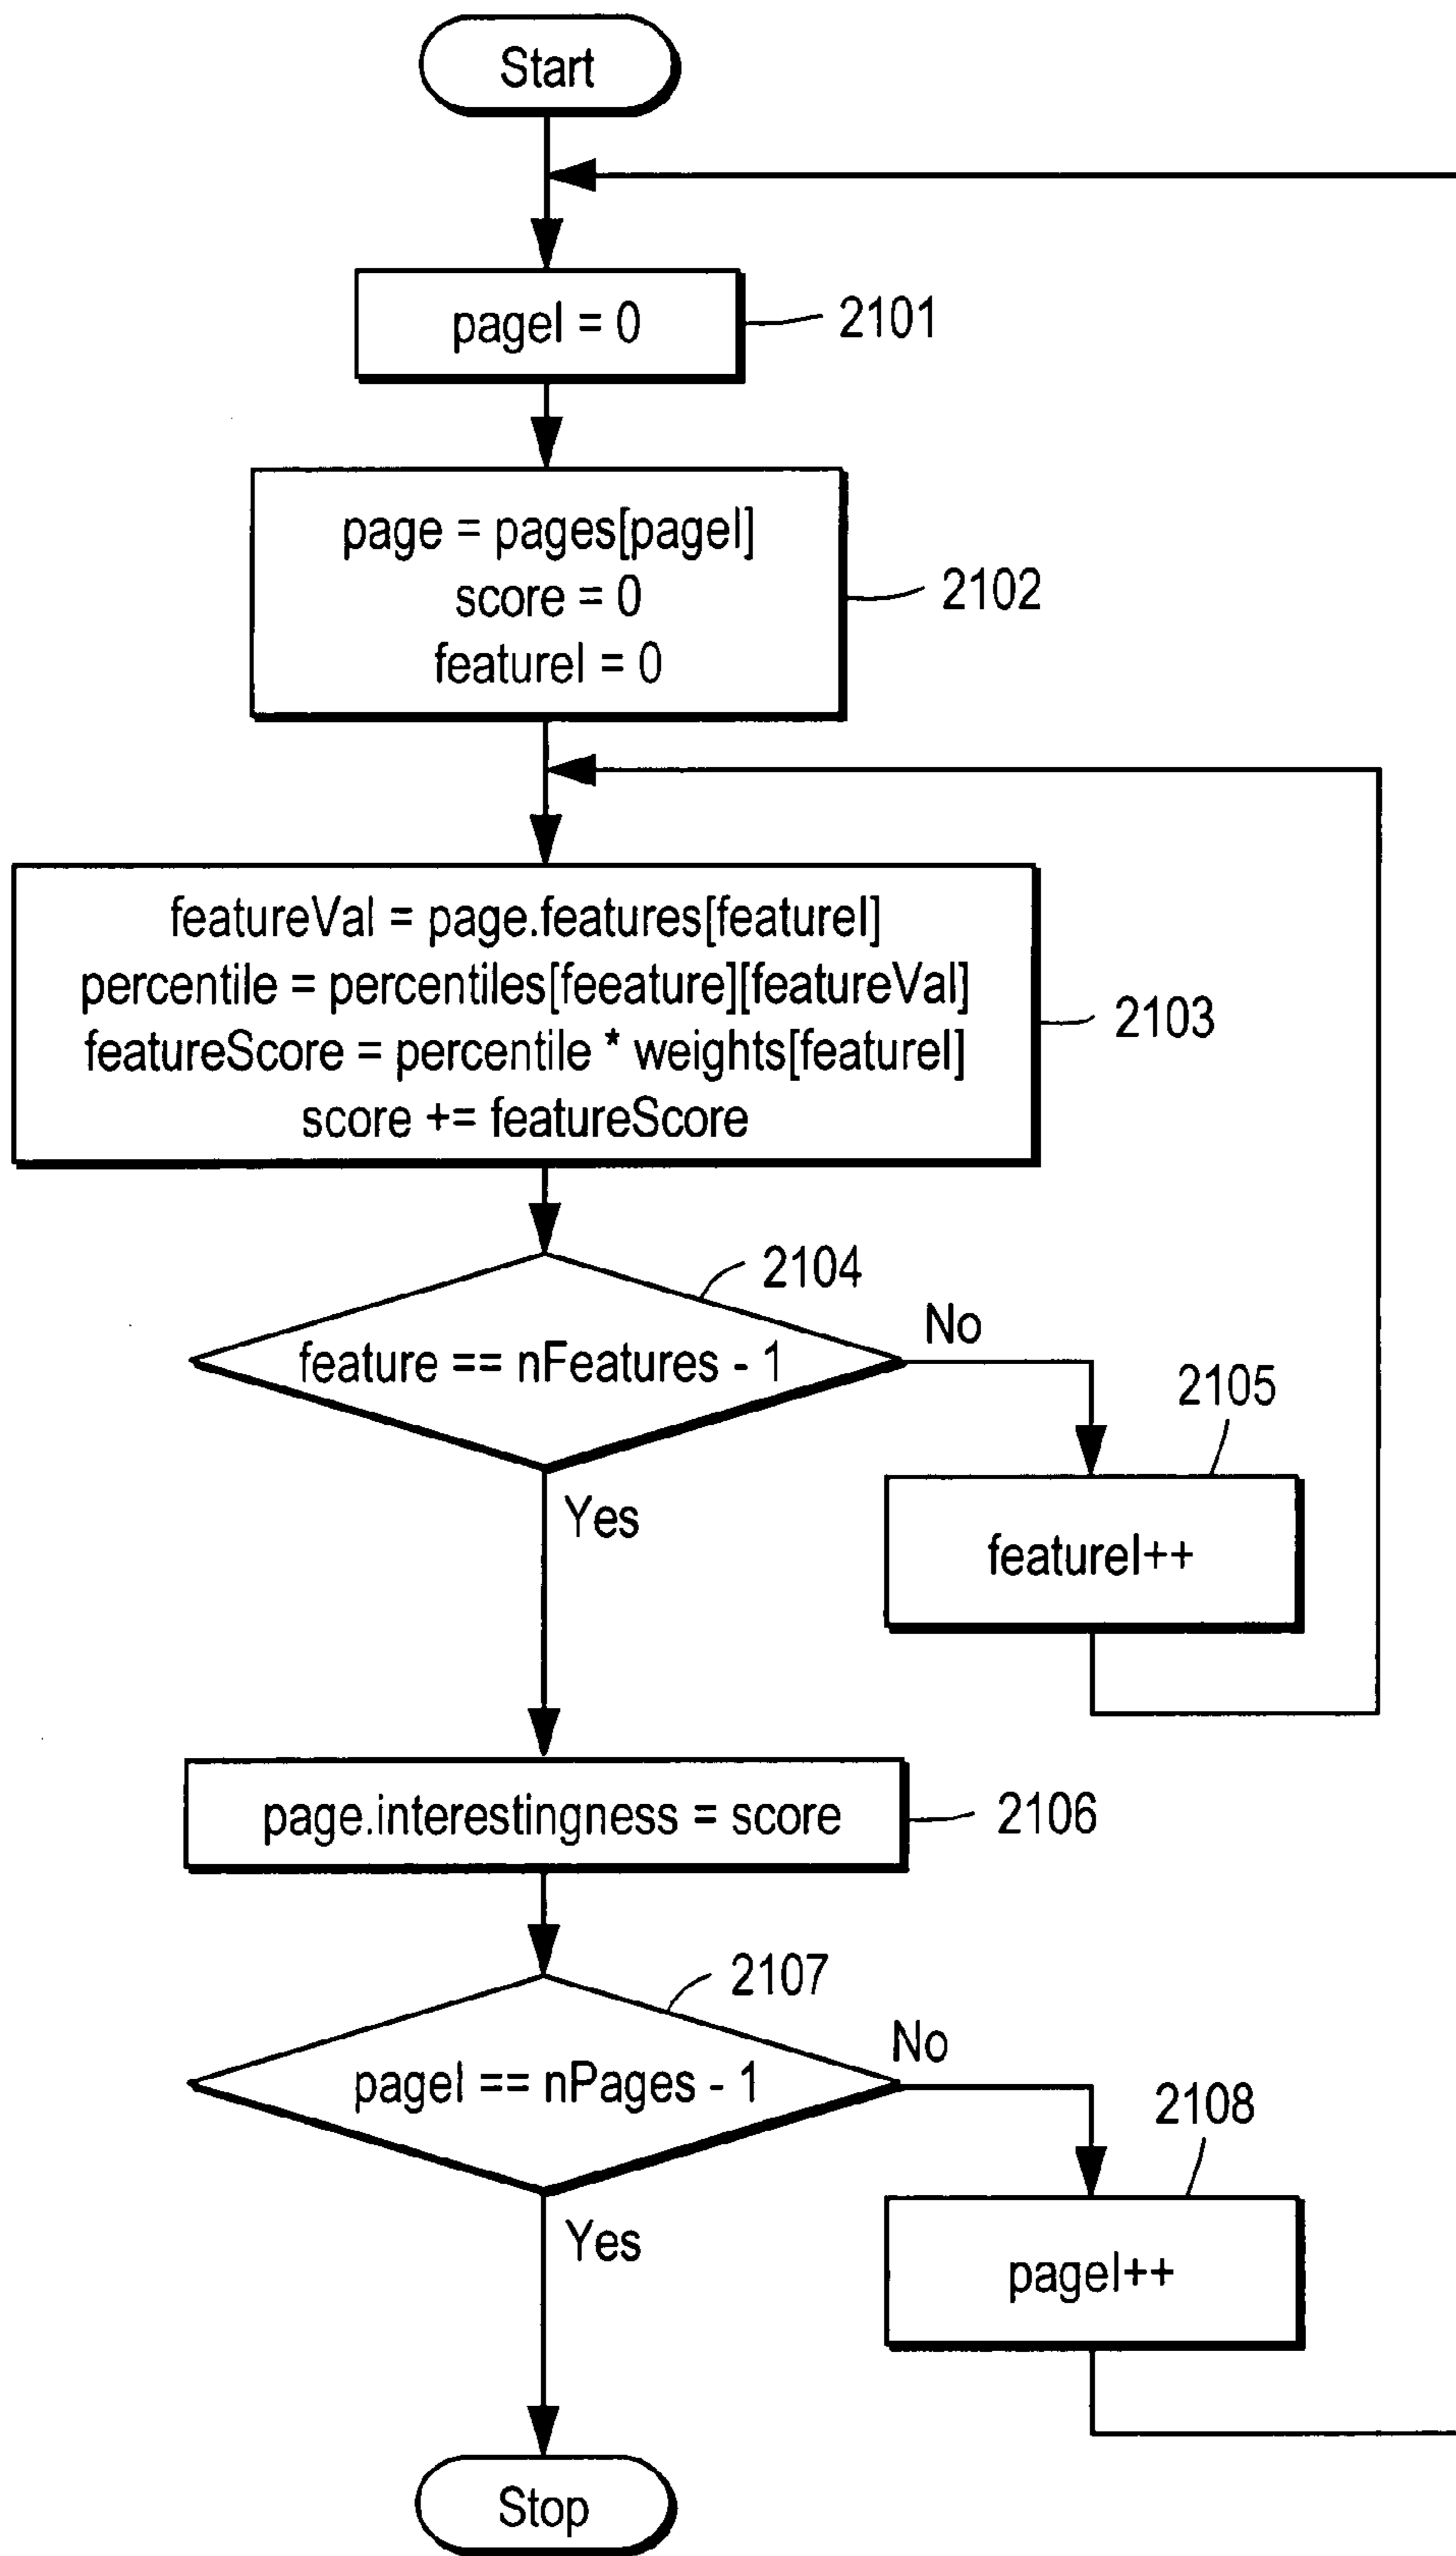 Start
pageI = 0
2101
page = pages[pageI]
score = 0
featureI = 0
2102
featureVal = page.features[featureI]
percentile = percentiles[feeature][featureVal]
featureScore = percentile * weights[featureI]
score += featureScore
2103
2104
feature == nFeatures - 1
No
2105
Yes
featureI++
page.interestingness = score
2106
2107
pageI == nPages - 1
No
2108
Yes
pageI++
Stop